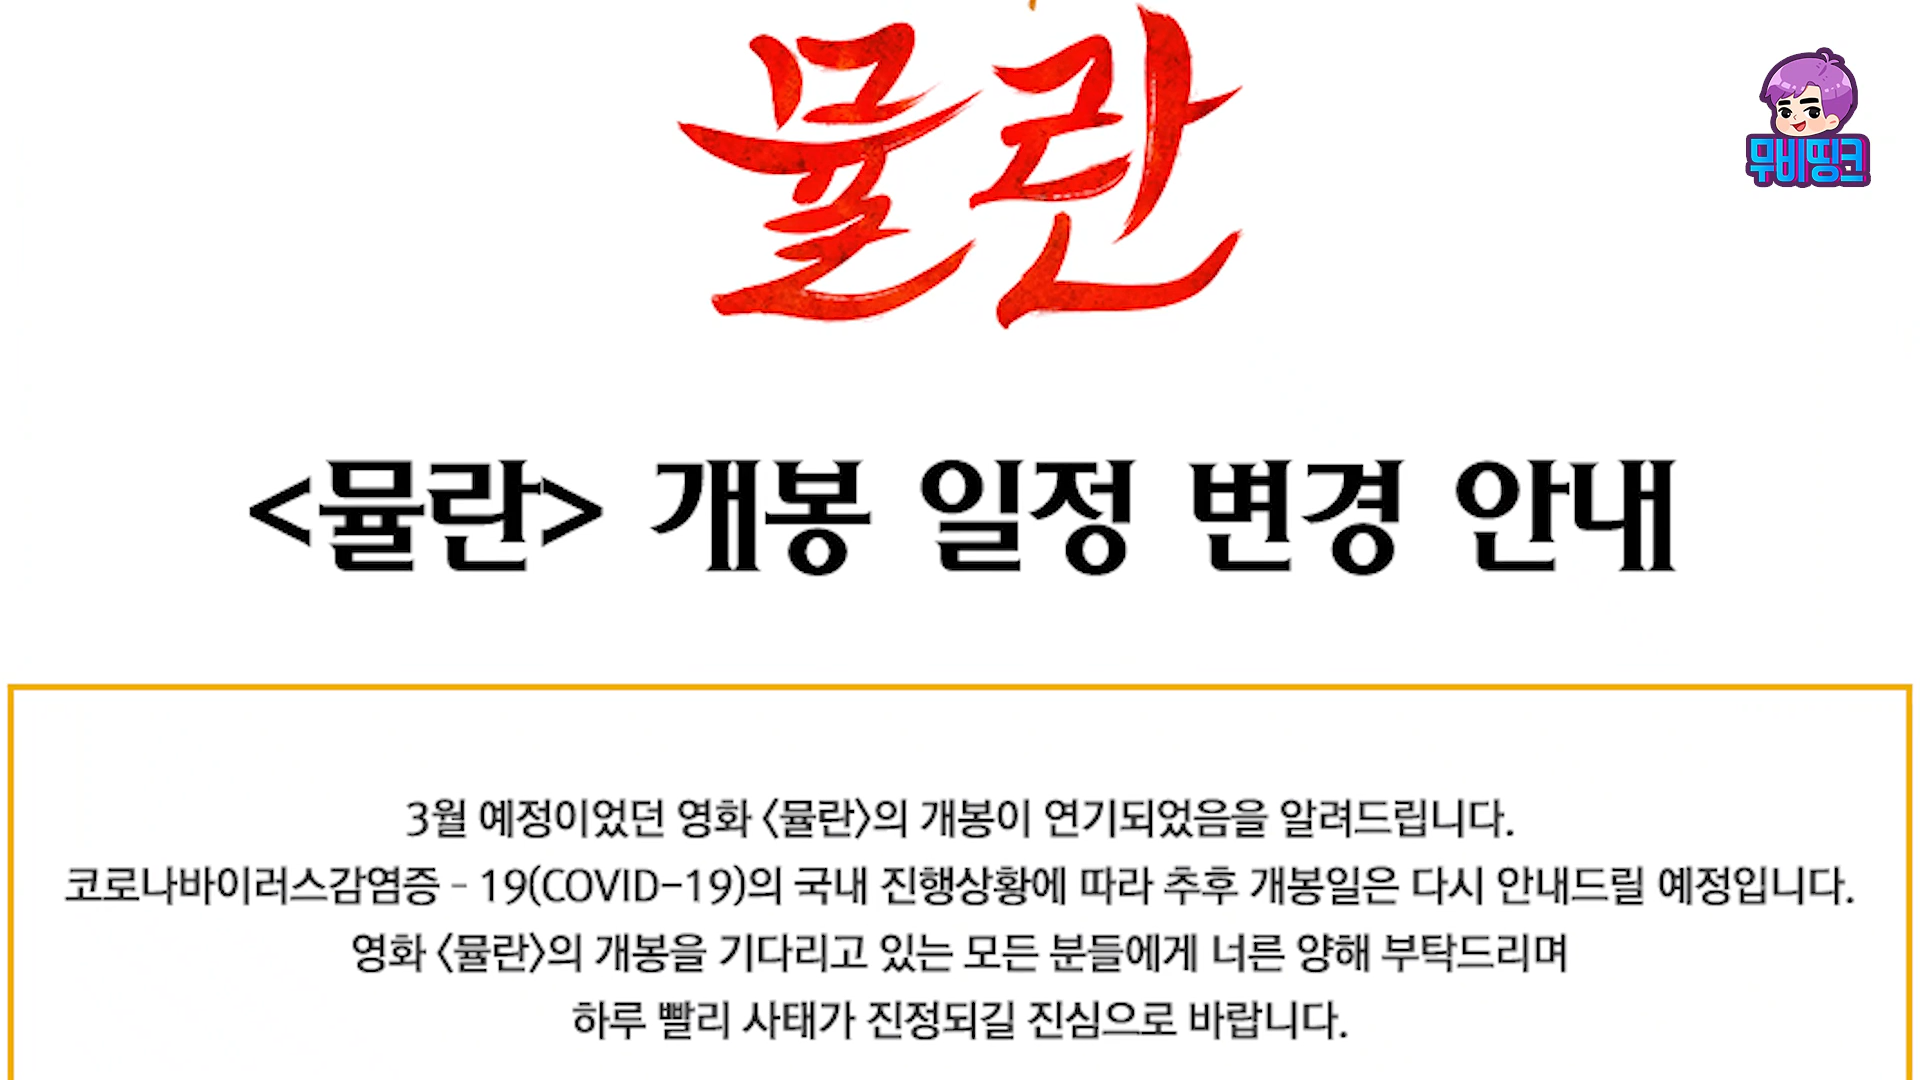 뮬란
무비띵크
<뮬란> 개봉 일정 변경 안내
3월 예정이었던 영화 <뮬란>의 개봉이 연기되었음을 알려드립니다.
코로나바이러스감염증 - 19(COVID-19)의 국내 진행상황에 따라 추후 개봉일은 다시 안내드릴 예정입니다.
영화 <뮬란>의 개봉을 기다리고 있는 모든 분들에게 너른 양해 부탁드리며
하루 빨리 사태가 진정되길 진심으로 바랍니다.